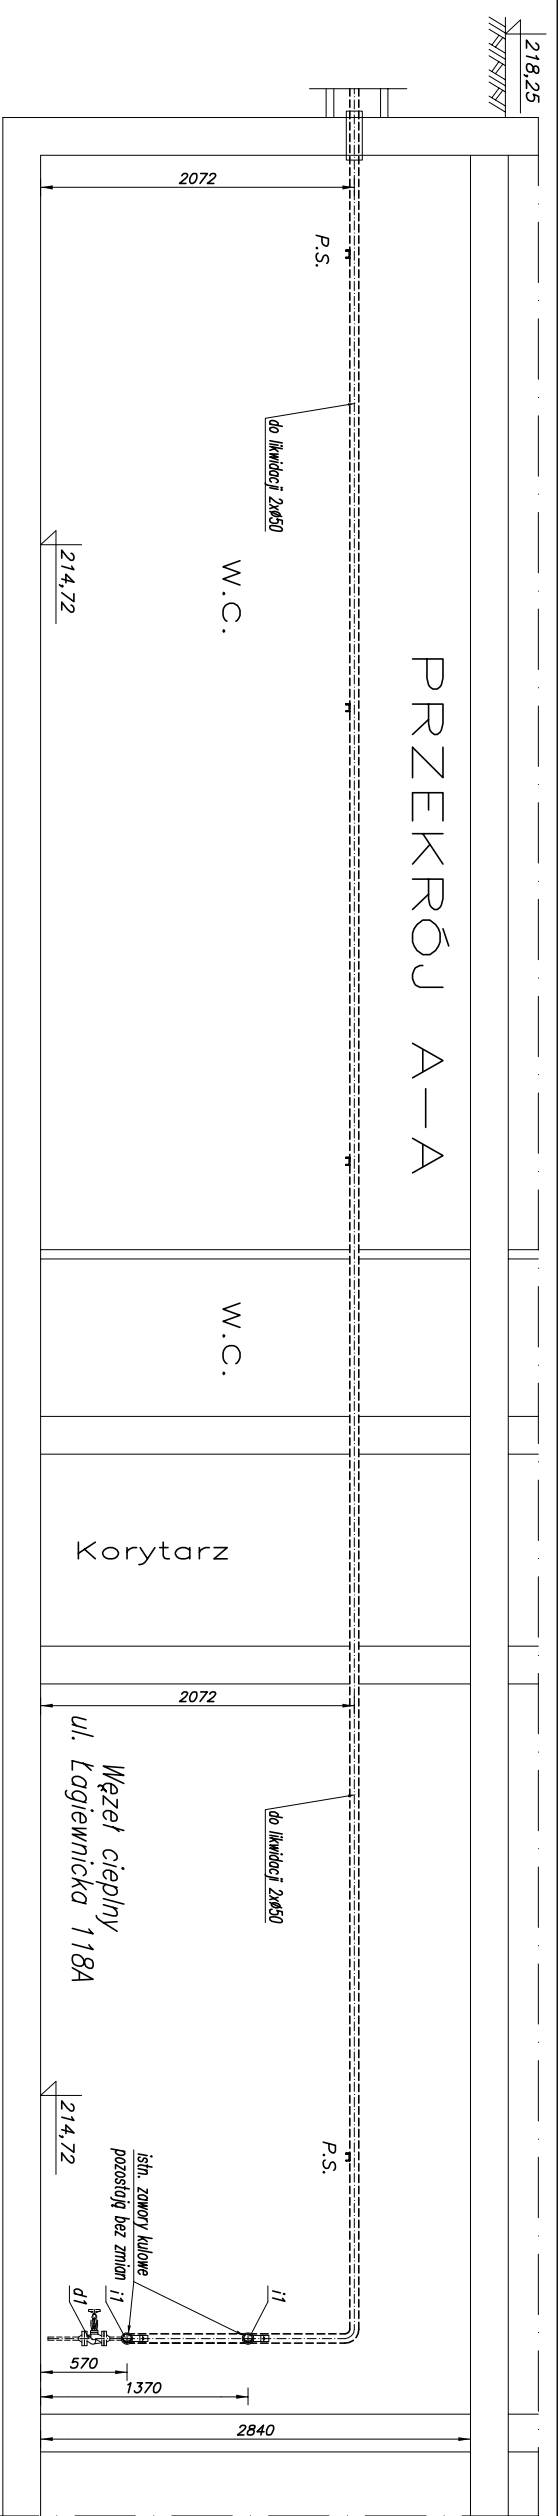 218,25
PRZEKRÓJ A—A
2072
P.S.
do likwidacji 2xø50
W.C.
214,72
W.C.
Korytarz
2072
do likwidacji 2xø50
Węzeł cieplny
ul. Łagiewnicka 118A
214,72
P.S.
istn. zawory kulowe
pozostają bez zmian
i1
i1
d1
570
1370
2840